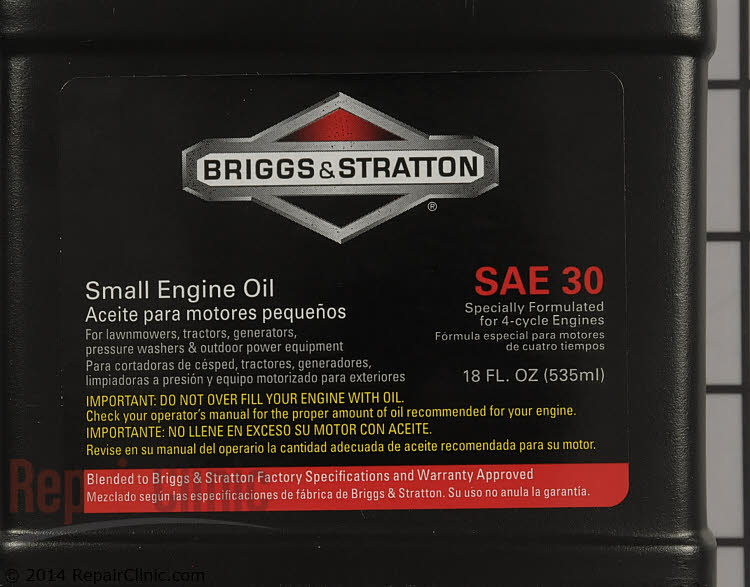 BRIGGS & STRATTON
®
Small Engine Oil
Aceite para motores pequeños
For lawnmowers, tractors, generators,
pressure washers & outdoor power equipment
Para cortadoras de césped, tractores, generadores,
limpiadoras a presión y equipo motorizado para exteriores
SAE 30
Specially Formulated
for 4-cycle Engines
Fórmula especial para motores
de cuatro tiempos
18 FL. OZ (535ml)
IMPORTANT: DO NOT OVER FILL YOUR ENGINE WITH OIL.
Check your operator's manual for the proper amount of oil recommended for your engine.
IMPORTANTE: NO LLENE EN EXCESO SU MOTOR CON ACEITE.
Revise en su manual del operario la cantidad adecuada de aceite recomendada para su motor.
Blended to Briggs & Stratton Factory Specifications and Warranty Approved
Mezclado según las especificaciones de fábrica de Briggs & Stratton. Su uso no anula la garantía.
Repair Clinic
© 2014 RepairClinic.com